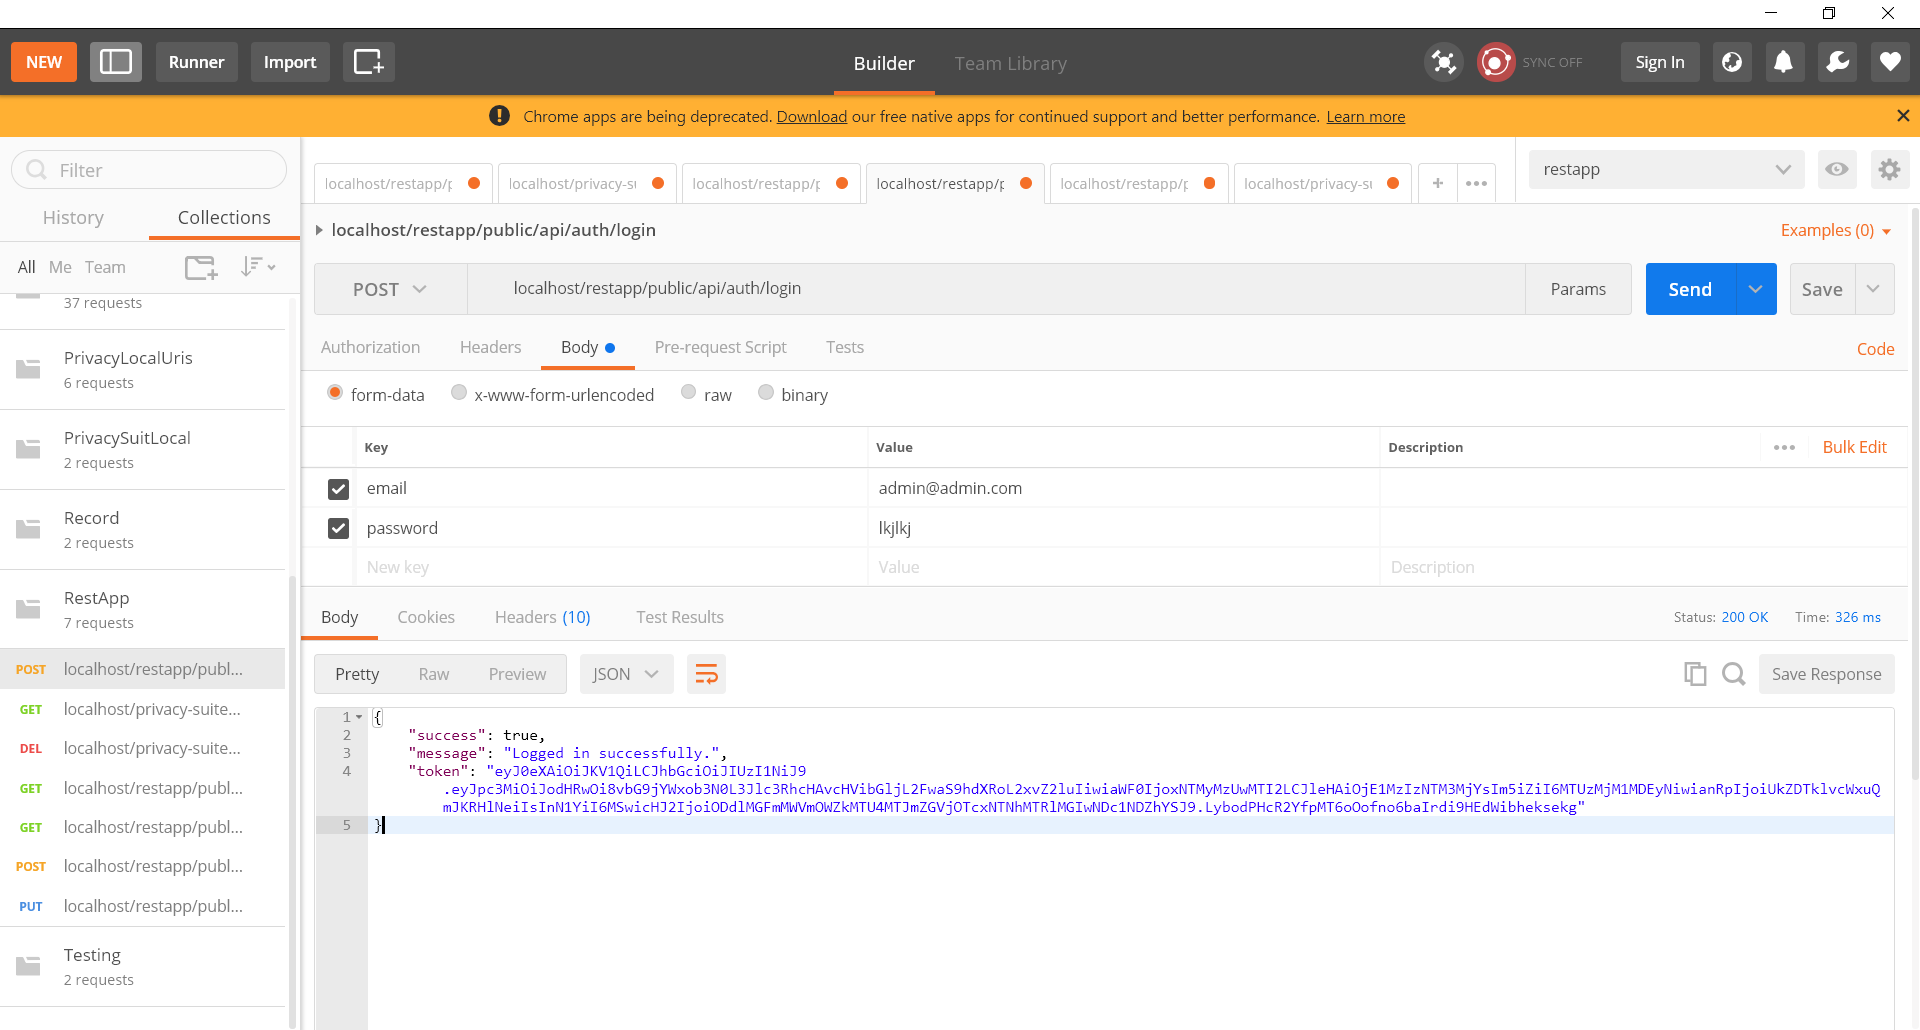 NEW Runner Import Builder Team Library SYNC OFF Sign In
Chrome apps are being deprecated. Download our free native apps for continued support and better performance. Learn more
Filter
History Collections
All Me Team
37 requests
PrivacyLocalUris
6 requests
PrivacySuitLocal
2 requests
Record
2 requests
RestApp
7 requests
POST localhost/restapp/publ...
GET localhost/privacy-suite...
DEL localhost/privacy-suite...
GET localhost/restapp/publ...
GET localhost/restapp/publ...
POST localhost/restapp/publ...
PUT localhost/restapp/publ...
Testing
2 requests
localhost/restapp/p localhost/privacy-su localhost/restapp/p localhost/restapp/p localhost/restapp/p localhost/privacy-su + ••• restapp
localhost/restapp/public/api/auth/login Examples (0)
POST localhost/restapp/public/api/auth/login Params Send Save
Authorization Headers Body Pre-request Script Tests Code
form-data x-www-form-urlencoded raw binary
Key Value Description ••• Bulk Edit
email admin@admin.com
password lkjlkj
New key Value Description
Body Cookies Headers (10) Test Results Status: 200 OK Time: 326 ms
Pretty Raw Preview JSON Save Response
1 {
2 "success": true,
3 "message": "Logged in successfully.",
4 "token": "eyJ0eXAiOiJKV1QiLCJhbGciOiJIUzI1NiJ9
.eyJpc3MiOiJodHRwOi8vbG9jYWxob3N0L3Jlc3RhcHAvcHVibGljL2FwaS9hdXRoL2xvZ2luIiwiaWF0IjoxNTMyMzUwMTI2LCJleHAiOjE1MzIzNTM3MjYsIm5iZiI6MTUzMjM1MDEyNiwianRpIjoiUkZDTklvcWxuQ
mJKRHlNeiIsInN1YiI6MSwicHJ2IjoiODdlMGFmMWVmOWZkMTU4MTJmZGVjOTcxNTNhMTRlMGIwNDc1NDZhYSJ9.LybodPHcR2YfpMT6oOofno6baIrdi9HEdWibheksekg"
5 }